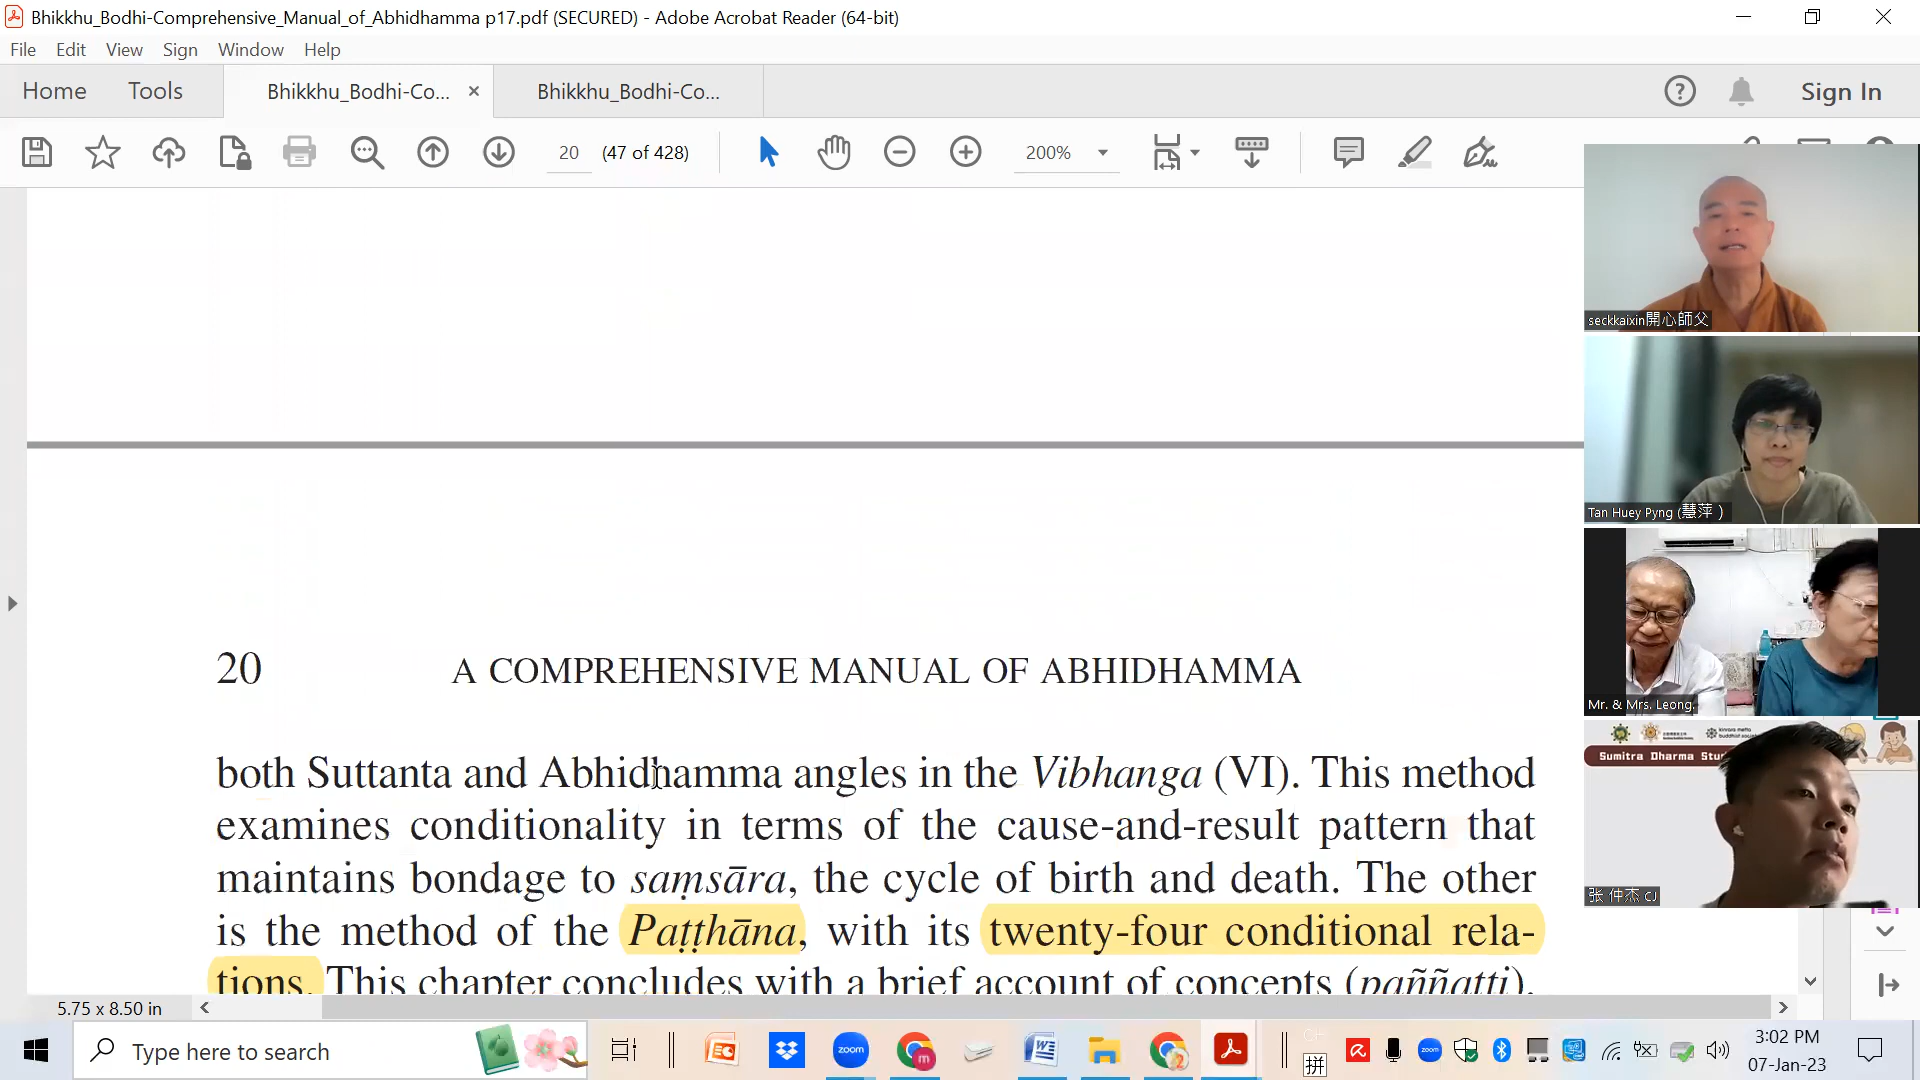 Bhikkhu_Bodhi-Comprehensive_Manual_of_Abhidhamma p17.pdf (SECURED) - Adobe Acrobat Reader (64-bit)
File Edit View Sign Window Help
Home Tools Bhikkhu_Bodhi-Co... × Bhikkhu_Bodhi-Co... Sign In
20 (47 of 428) 200%
seckkaixin開心師父
Tan Huey Pyng (慧萍 )
Mr. & Mrs. Leong.
Sumitra Dharma Stu
张 仲杰 CJ
20 A COMPREHENSIVE MANUAL OF ABHIDHAMMA
both Suttanta and Abhidhamma angles in the Vibhanga (VI). This method
examines conditionality in terms of the cause-and-result pattern that
maintains bondage to saṃsāra, the cycle of birth and death. The other
is the method of the Paṭṭhāna, with its twenty-four conditional rela-
tions. This chapter concludes with a brief account of concepts (paññatti),
5.75 x 8.50 in
Type here to search
zoom
zoom
拼
3:02 PM
07-Jan-23